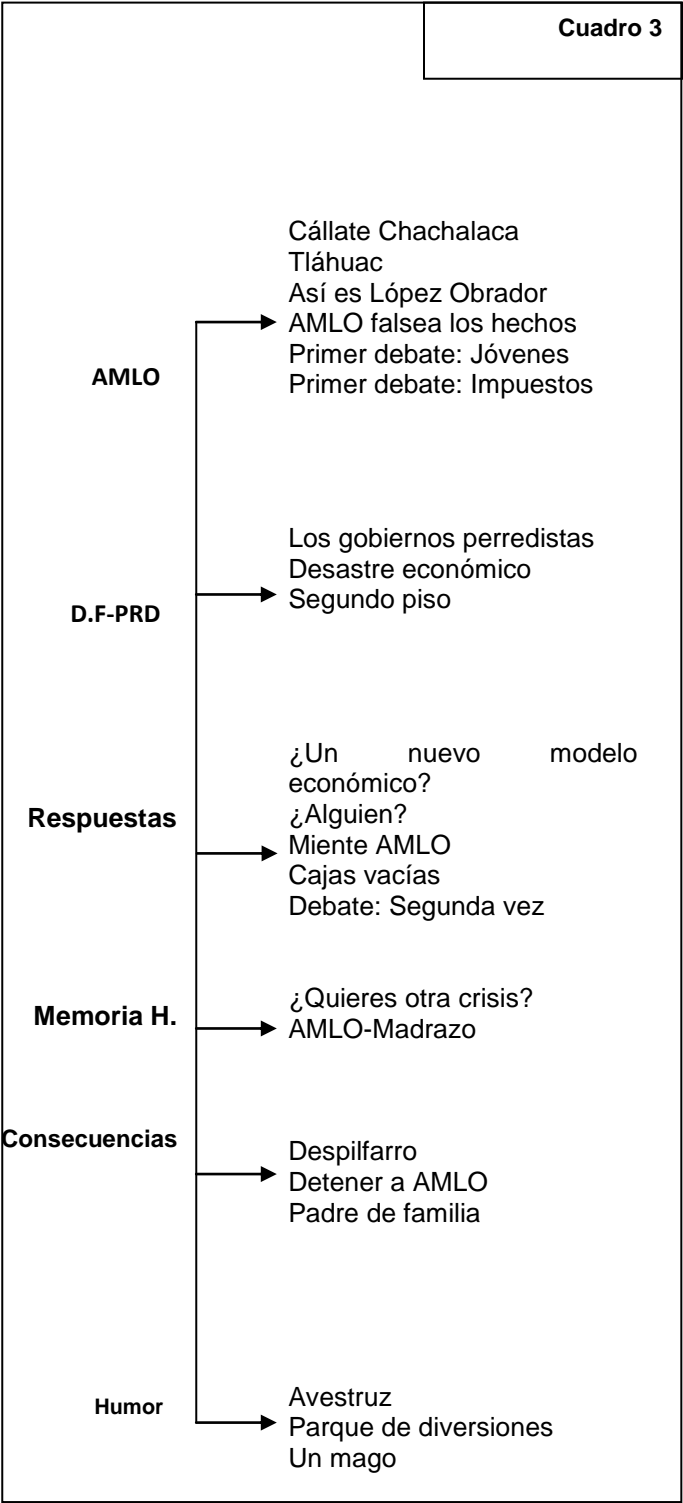 Cuadro 3
Cállate Chachalaca
Tláhuac
Así es López Obrador
AMLO falsea los hechos
Primer debate: Jóvenes
Primer debate: Impuestos
AMLO
Los gobiernos perredistas
Desastre económico
Segundo piso
D.F-PRD
¿Un nuevo modelo
económico?
¿Alguien?
Miente AMLO
Cajas vacías
Debate: Segunda vez
Respuestas
¿Quieres otra crisis?
AMLO-Madrazo
Memoria H.
Consecuencias
Despilfarro
Detener a AMLO
Padre de familia
Humor
Avestruz
Parque de diversiones
Un mago